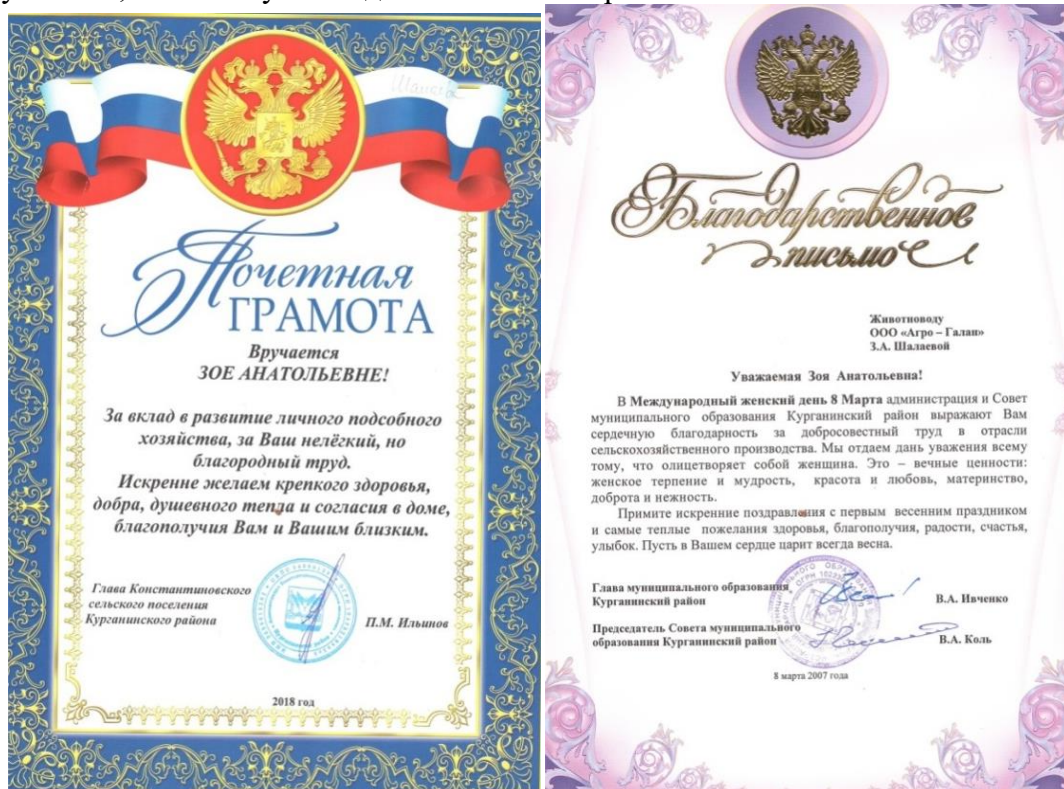 Почетная
ГРАМОТА
Вручается
ЗОЕ АНАТОЛЬЕВНЕ!
За вклад в развитие личного подсобного
хозяйства, за Ваш нелёгкий, но
благородный труд.
Искренне желаем крепкого здоровья,
добра, душевного тепла и согласия в доме,
благополучия Вам и Вашим близким.
Глава Константиновского
сельского поселения
Курганинского района
П.М. Ильинов
2018 год
Благодарственное
письмо
Животноводу
ООО «Агро – Галан»
З.А. Шалаевой
Уважаемая Зоя Анатольевна!
В Международный женский день 8 Марта администрация и Совет
муниципального образования Курганинский район выражают Вам
сердечную благодарность за добросовестный труд в отрасли
сельскохозяйственного производства. Мы отдаем дань уважения всему
тому, что олицетворяет собой женщина. Это – вечные ценности:
женское терпение и мудрость, красота и любовь, материнство,
доброта и нежность.
Примите искренние поздравления с первым весенним праздником
и самые теплые пожелания здоровья, благополучия, радости, счастья,
улыбок. Пусть в Вашем сердце царит всегда весна.
Глава муниципального образования
Курганинский район
В.А. Ивченко
Председатель Совета муниципального
образования Курганинский район
В.А. Коль
8 марта 2007 года